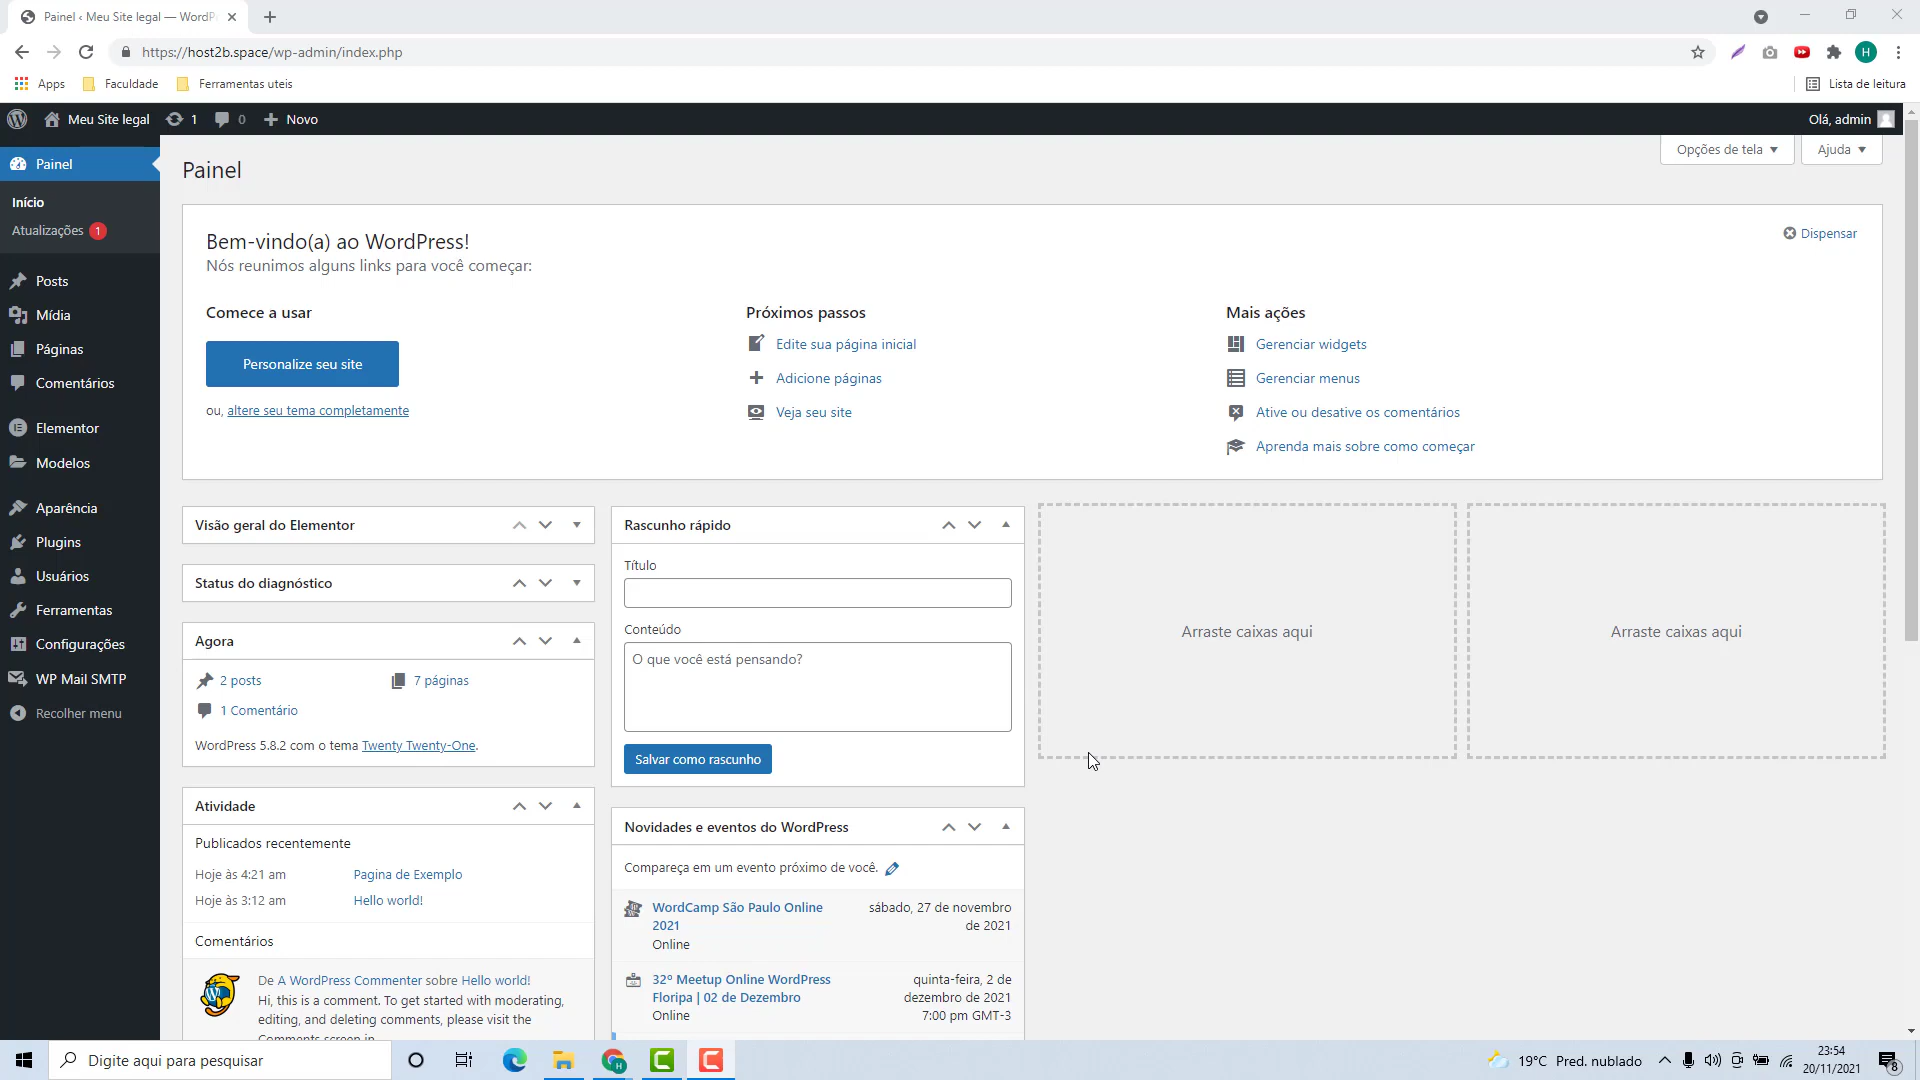 Painel ‹ Meu Site legal — WordP
https://host2b.space/wp-admin/index.php
H
Apps
Faculdade
Ferramentas uteis
Lista de leitura
Meu Site legal
1
0
Novo
Olá, admin
Painel
Início
Atualizações 1
Posts
Mídia
Páginas
Comentários
Elementor
Modelos
Aparência
Plugins
Usuários
Ferramentas
Configurações
WP Mail SMTP
Recolher menu
Painel
Opções de tela
Ajuda
Bem-vindo(a) ao WordPress!
Nós reunimos alguns links para você começar:
Dispensar
Comece a usar
Personalize seu site
ou, altere seu tema completamente
Próximos passos
Edite sua página inicial
Adicione páginas
Veja seu site
Mais ações
Gerenciar widgets
Gerenciar menus
Ative ou desative os comentários
Aprenda mais sobre como começar
Visão geral do Elementor
Status do diagnóstico
Agora
2 posts
7 páginas
1 Comentário
WordPress 5.8.2 com o tema Twenty Twenty-One.
Atividade
Publicados recentemente
Hoje às 4:21 am Pagina de Exemplo
Hoje às 3:12 am Hello world!
Comentários
De A WordPress Commenter sobre Hello world!
Hi, this is a comment. To get started with moderating,
editing, and deleting comments, please visit the
Comments screen in
Rascunho rápido
Título
Conteúdo
O que você está pensando?
Salvar como rascunho
Novidades e eventos do WordPress
Compareça em um evento próximo de você.
WordCamp São Paulo Online
2021
Online
sábado, 27 de novembro
de 2021
32º Meetup Online WordPress
Floripa | 02 de Dezembro
Online
quinta-feira, 2 de
dezembro de 2021
7:00 pm GMT-3
Arraste caixas aqui
Arraste caixas aqui
Digite aqui para pesquisar
19°C Pred. nublado
23:54
20/11/2021
8